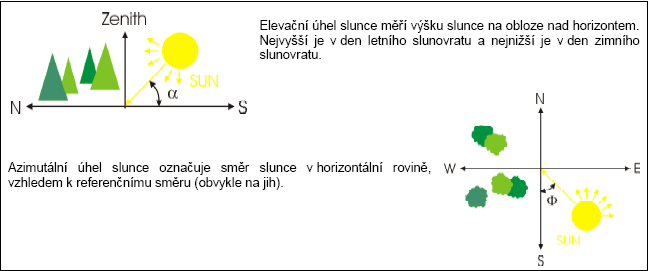 Zenith
Elevační úhel slunce měří výšku slunce na obloze nad horizontem.
Nejvyšší je v den letního slunovratu a nejnižší je v den zimního
slunovratu.
SUN
α
N
S
N
Azimutální úhel slunce označuje směr slunce v horizontální rovině,
vzhledem k referenčnímu směru (obvykle na jih).
W
E
Φ
SUN
S